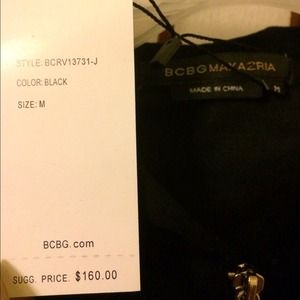 STYLE: BCRV13731-J
COLOR: BLACK
SIZE: M
BCBG.com
SUGG. PRICE: $160.00
BCBGMAXAZRIA
MADE IN CHINA
M